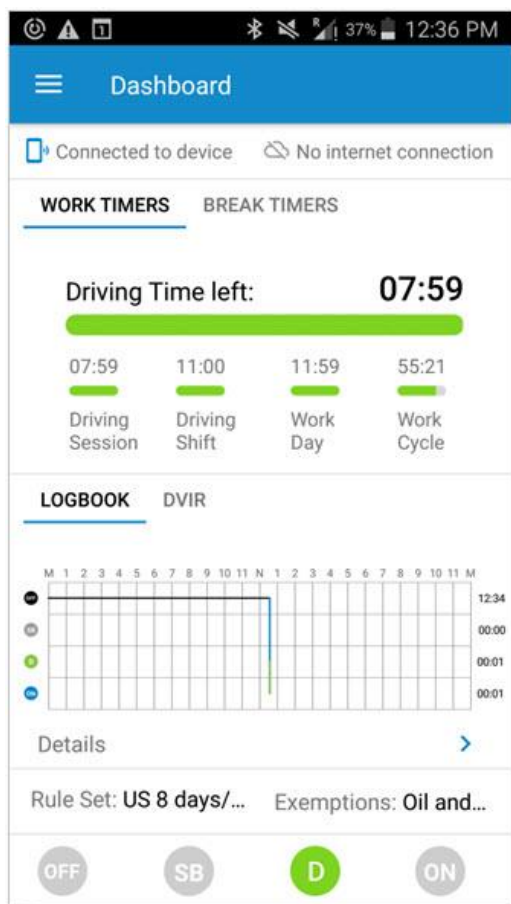 1 R 37% 12:36 PM
Dashboard
Connected to device No internet connection
WORK TIMERS BREAK TIMERS
Driving Time left: 07:59
07:59 11:00 11:59 55:21
Driving Driving Work Work
Session Shift Day Cycle
LOGBOOK DVIR
M 1 2 3 4 5 6 7 8 9 10 11 N 1 2 3 4 5 6 7 8 9 10 11 M
OFF 12:34
SB 00:00
D 00:01
ON 00:01
Details
Rule Set: US 8 days/... Exemptions: Oil and...
OFF SB D ON